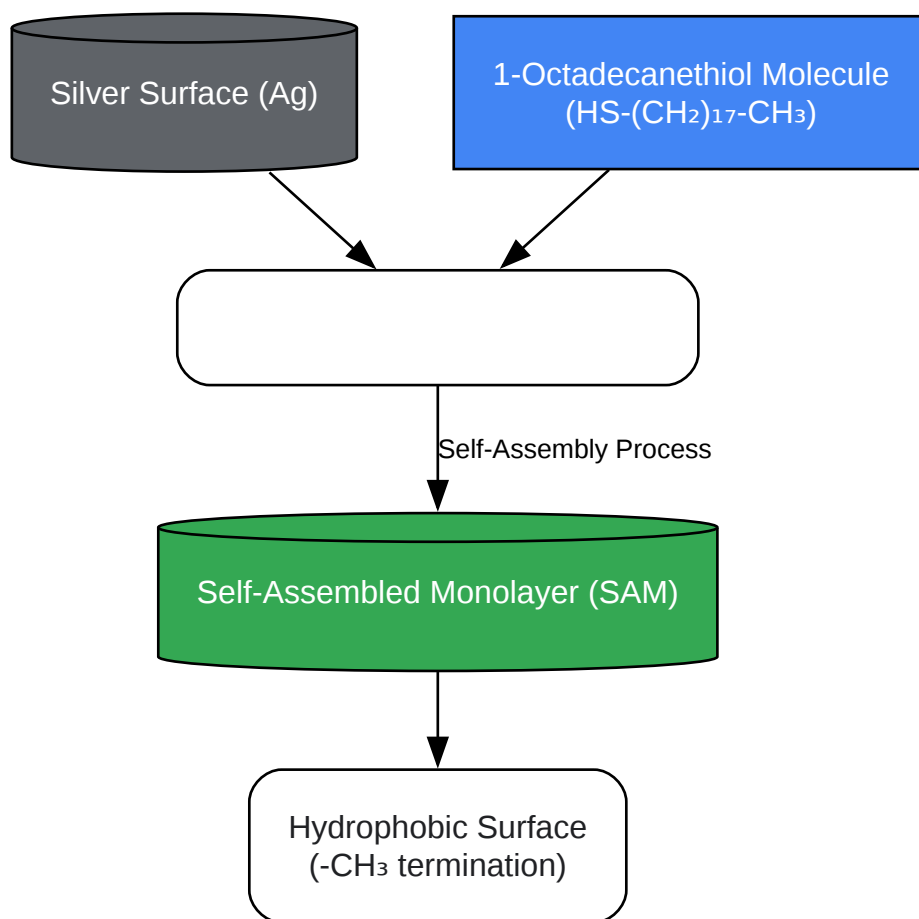 Silver Surface (Ag)
1-Octadecanethiol Molecule
(HS-(CH₂)₁₇-CH₃)
Self-Assembly Process
Self-Assembled Monolayer (SAM)
Hydrophobic Surface
(-CH₃ termination)